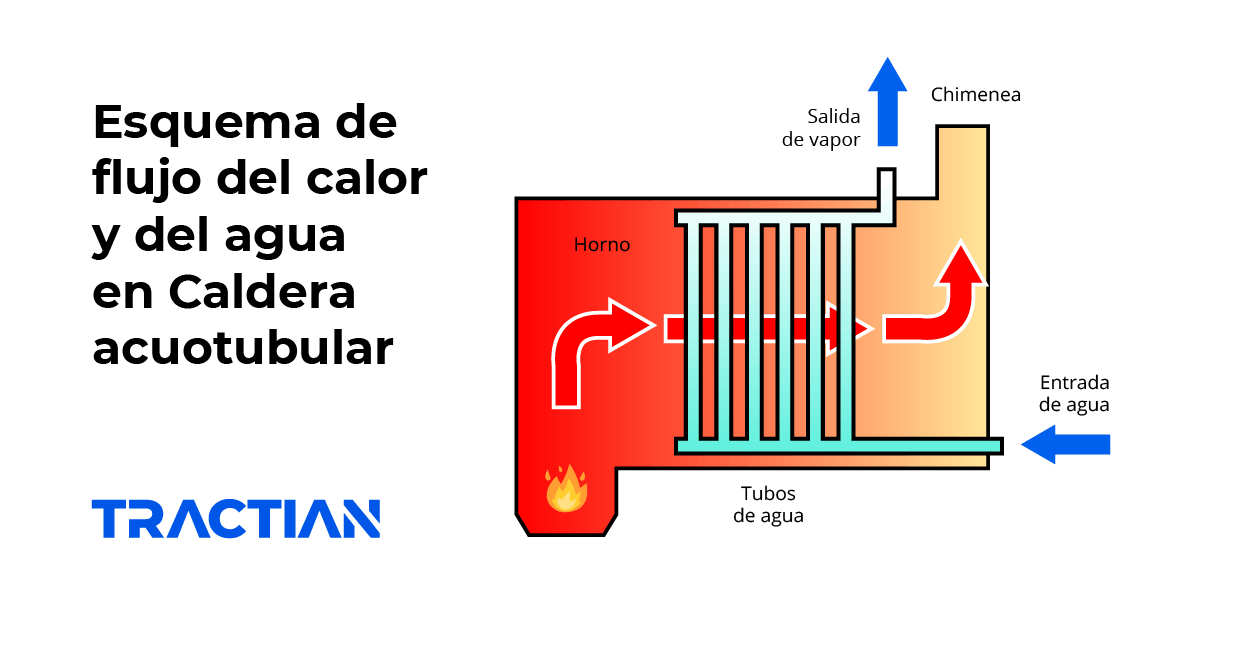 Esquema de
flujo del calor
y del agua
en Caldera
acuotubular
TRACTIAN
Chimenea
Salida
de vapor
Horno
Entrada
de agua
Tubos
de agua